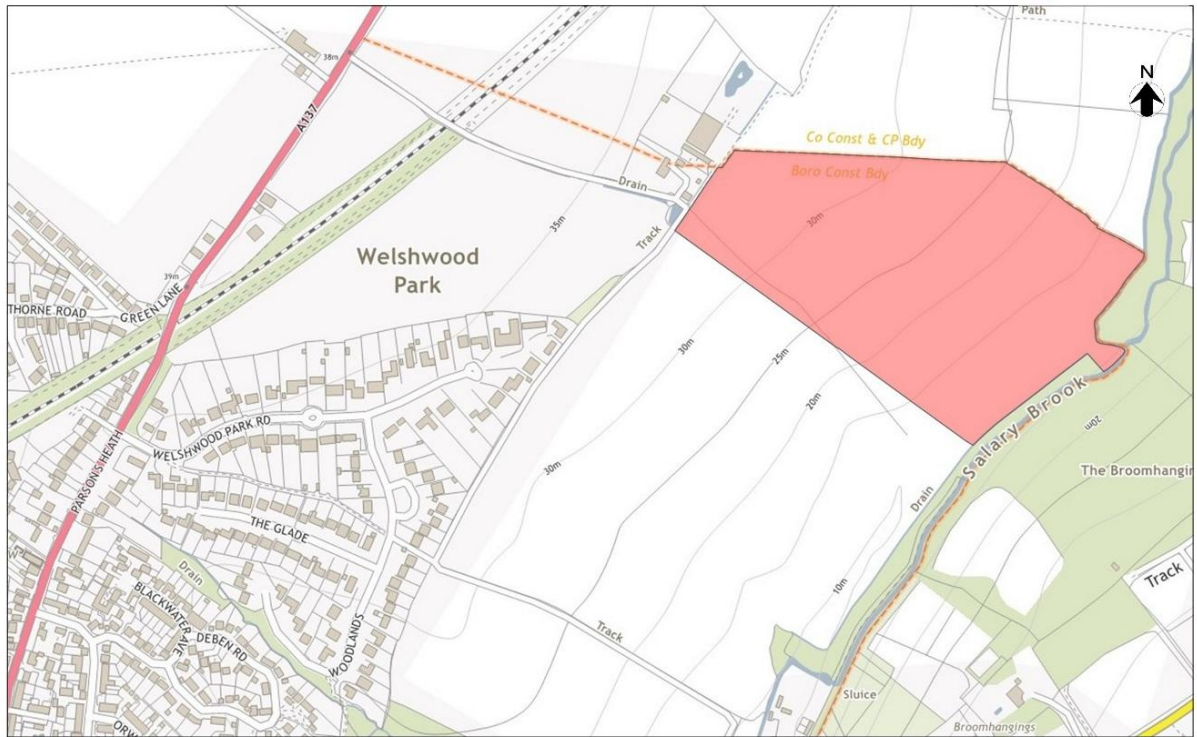 Path
N
38m
A137
Co Const & CP Bdy
Boro Const Bdy
Drain
30m
35m
Track
Welshwood
Park
39m
GREEN LANE
THORNE ROAD
30m
25m
20m
Salary Brook
20m
The Broomhangin
WELSHWOOD PARK RD
PARSON'S HEATH
30m
Drain
THE GLADE
10m
Track
Drain
BLACKWATER AVE
DEBEN RD
WOODLANDS
Track
Sluice
Broomhangings
ORW